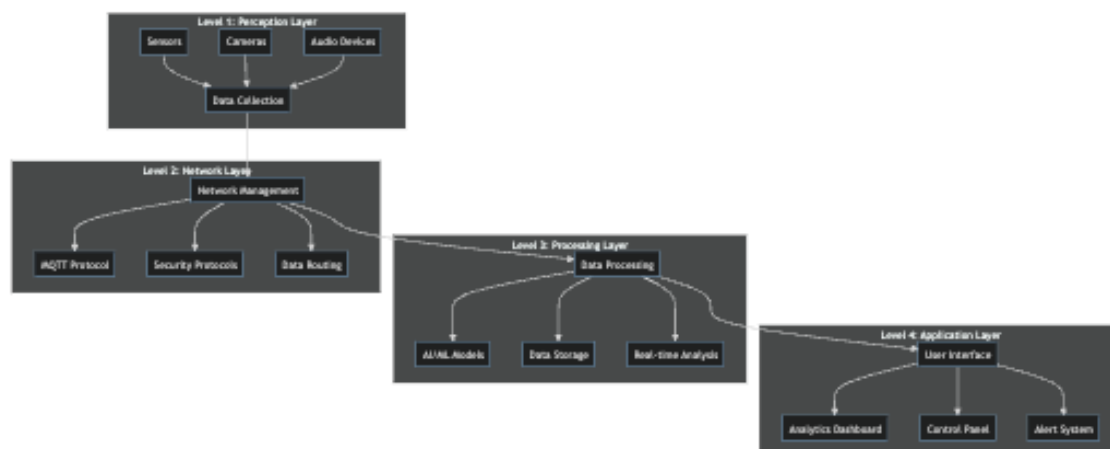 Level 1: Perception Layer
Sensors
Cameras
Audio Devices
Data Collection
Level 2: Network Layer
Network Management
MQTT Protocol
Security Protocols
Data Routing
Level 3: Processing Layer
Data Processing
AI/ML Models
Data Storage
Real-time Analysis
Level 4: Application Layer
User Interface
Analytics Dashboard
Control Panel
Alert System